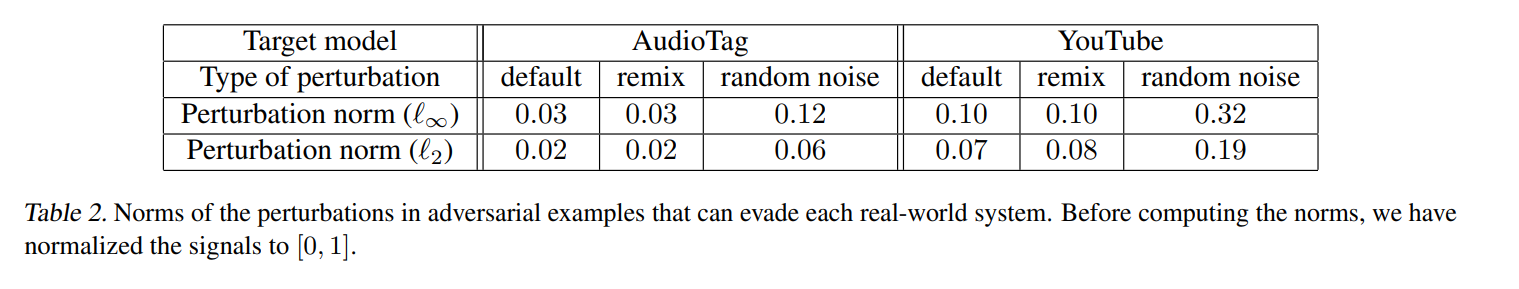 Target model AudioTag YouTube
Type of perturbation default remix random noise default remix random noise
Perturbation norm (ℓ∞) 0.03 0.03 0.12 0.10 0.10 0.32
Perturbation norm (ℓ2) 0.02 0.02 0.06 0.07 0.08 0.19
Table 2. Norms of the perturbations in adversarial examples that can evade each real-world system. Before computing the norms, we have
normalized the signals to [0, 1].